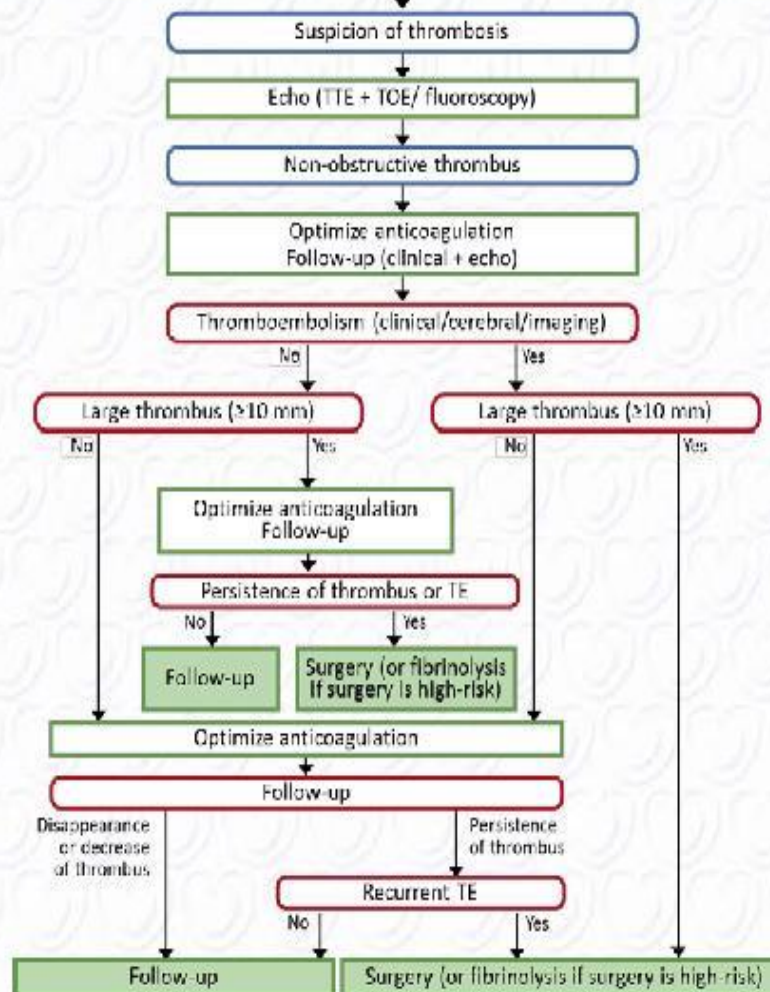 Suspicion of thrombosis
Echo (TTE + TOE/ fluoroscopy)
Non-obstructive thrombus
Optimize anticoagulation
Follow-up (clinical + echo)
Thromboembolism (clinical/cerebral/imaging)
No
Yes
Large thrombus (≥10 mm)
Large thrombus (≥10 mm)
No
Yes
No
Yes
Optimize anticoagulation
Follow-up
Persistence of thrombus or TE
No
Yes
Follow-up
Surgery (or fibrinolysis
if surgery is high-risk)
Optimize anticoagulation
Follow-up
Disappearance
or decrease
of thrombus
Persistence
of thrombus
Recurrent TE
No
Yes
Follow-up
Surgery (or fibrinolysis if surgery is high-risk)